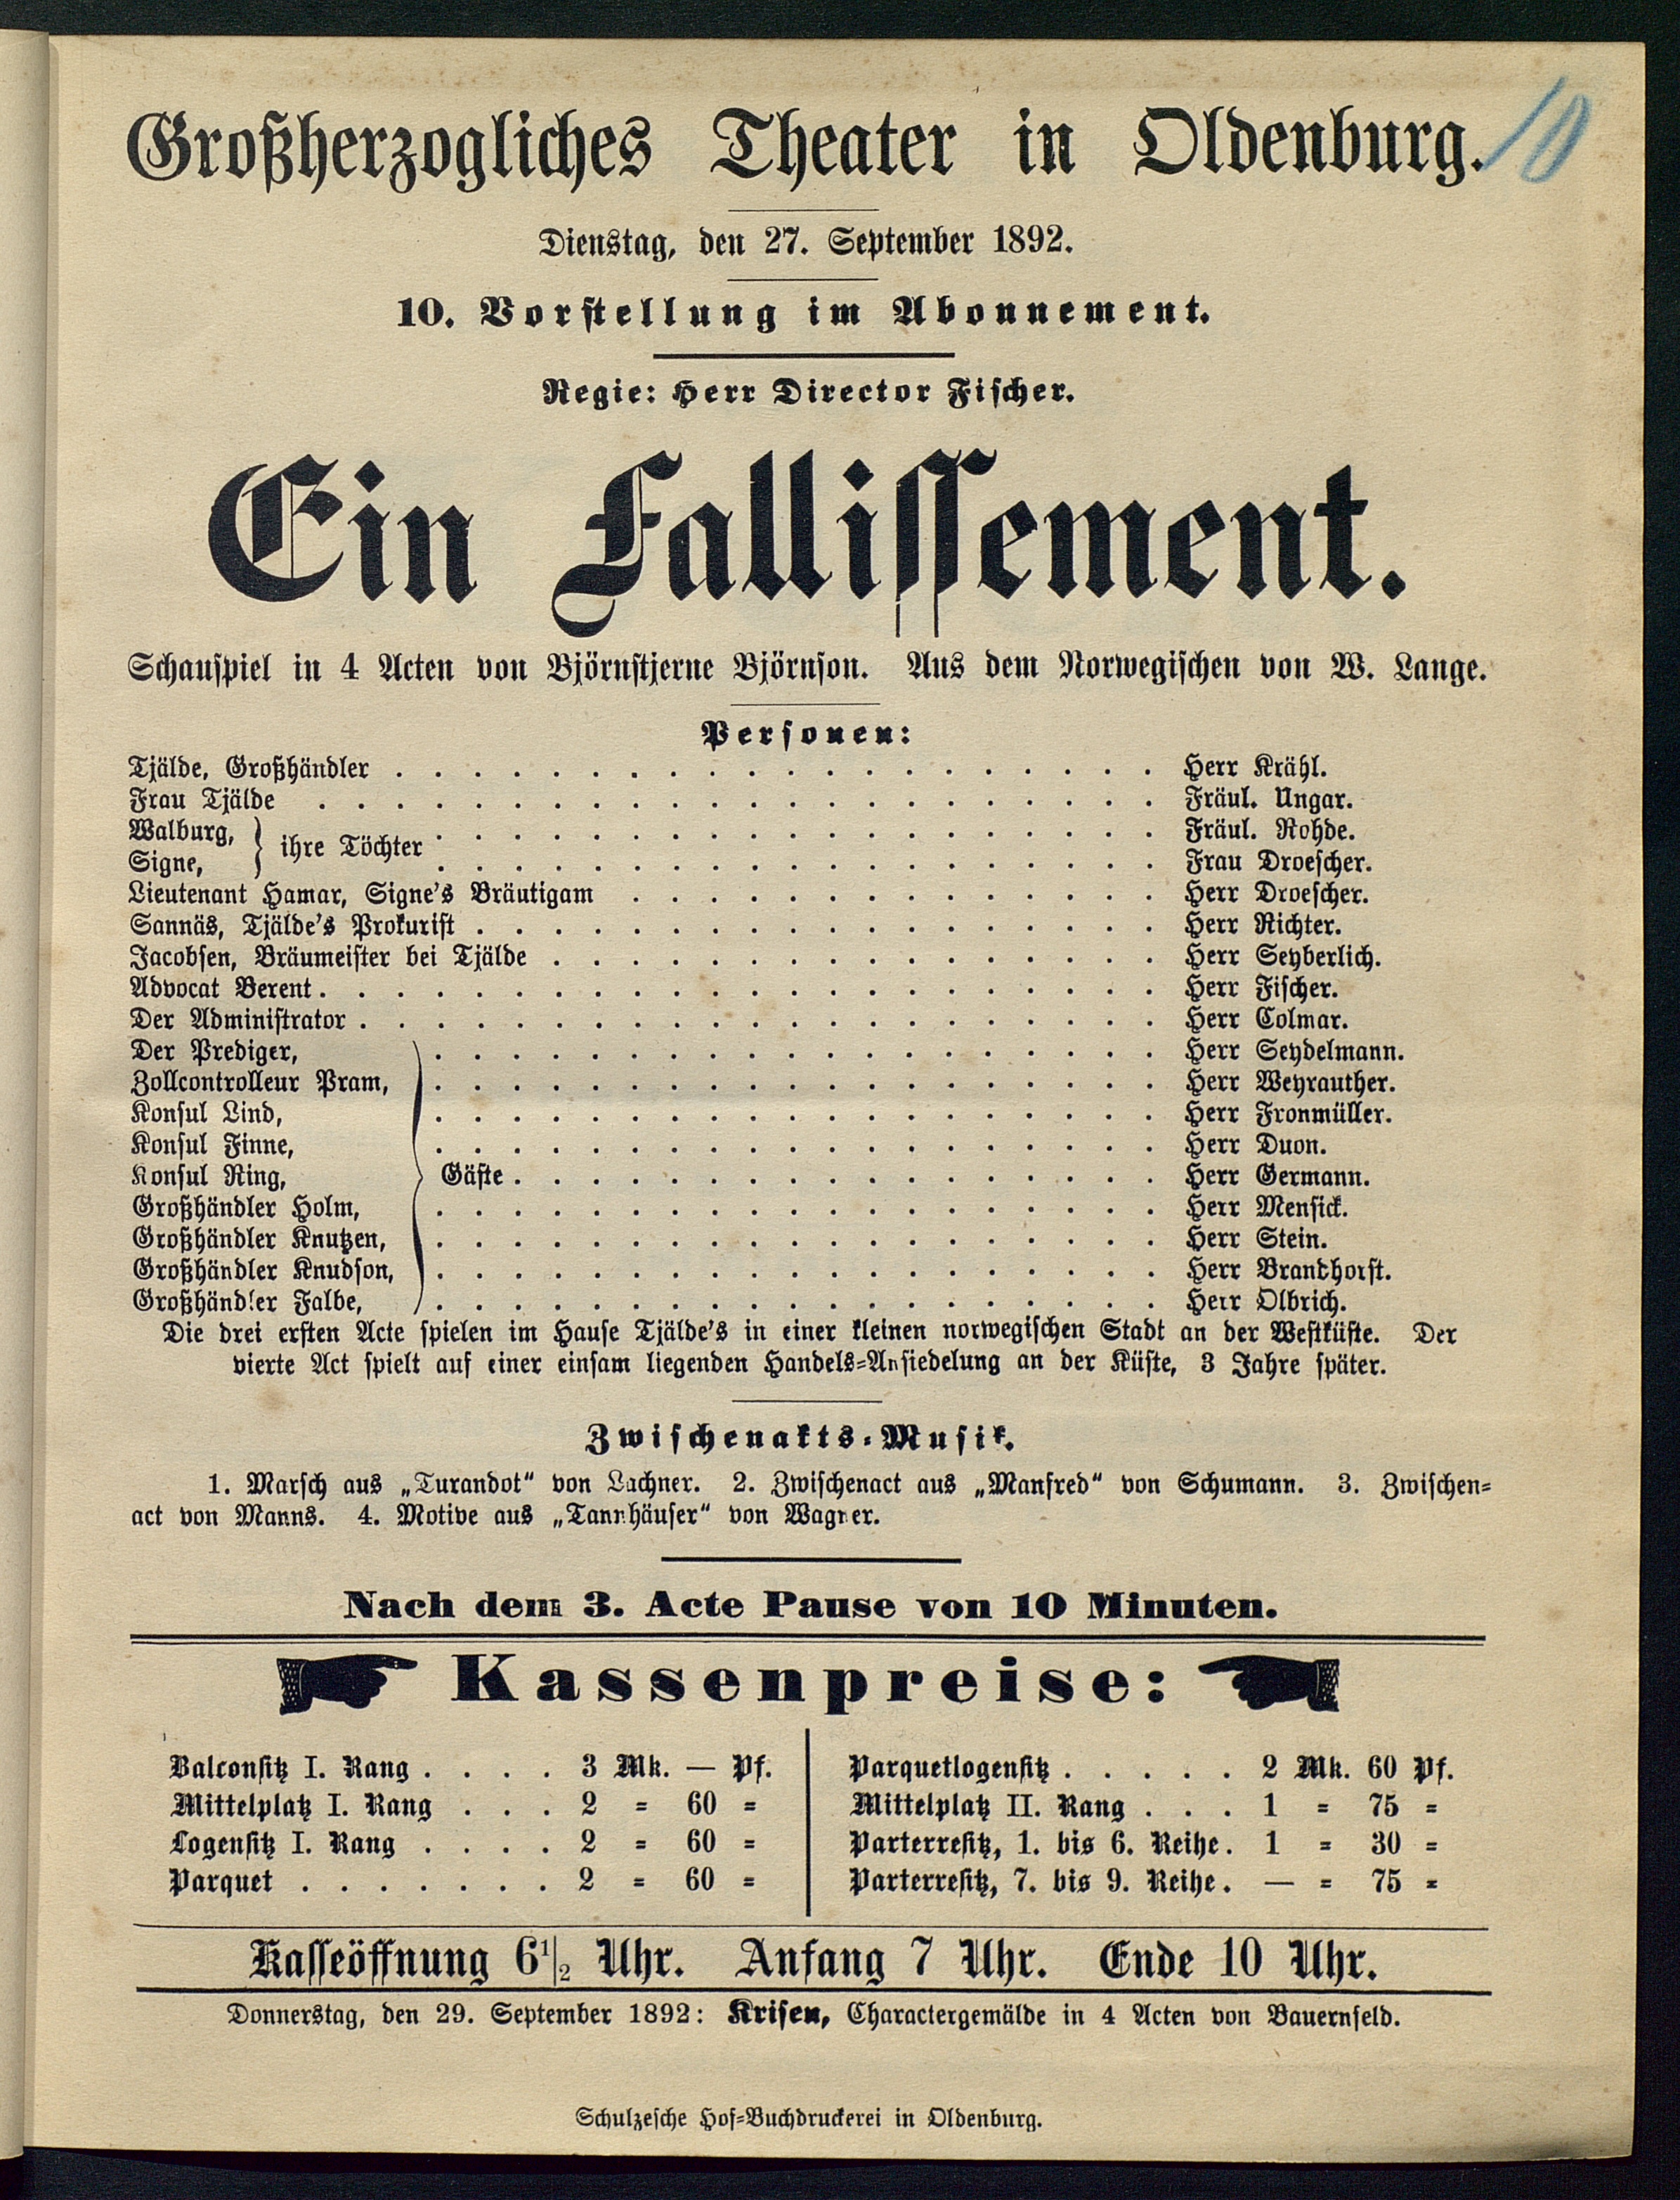 Großherzogliches Theater in Oldenburg.
10
Dienstag, den 27. September 1892.
10. Vorstellung im Abonnement.
Regie: Herr Director Fischer.
Ein Fallissement.
Schauspiel in 4 Acten von Björnstjerne Björnson. Aus dem Norwegischen von W. Lange.
Personen:
Tjälde, Großhändler . . . . . . . . . . . . . . . . . . . . Herr Krähl.
Frau Tjälde . . . . . . . . . . . . . . . . . . . . . . Fräul. Ungar.
Walburg, } ihre Töchter . . . . . . . . . . . . . . . . . . . Fräul. Rohde.
Signe, . . . . . . . . . . . . . . . . . . . Frau Droescher.
Lieutenant Hamar, Signe's Bräutigam . . . . . . . . . . . . . . Herr Droescher.
Sannäs, Tjälde's Prokurist . . . . . . . . . . . . . . . . . . Herr Richter.
Jacobsen, Bräumeister bei Tjälde . . . . . . . . . . . . . . . . Herr Seyberlich.
Advocat Berent . . . . . . . . . . . . . . . . . . . . . . Herr Fischer.
Der Administrator . . . . . . . . . . . . . . . . . . . . . Herr Colmar.
Der Prediger, . . . . . . . . . . . . . . . . . . . Herr Seydelmann.
Zollcontrolleur Pram, . . . . . . . . . . . . . . . . . . . Herr Weyrauther.
Konsul Lind, . . . . . . . . . . . . . . . . . . . Herr Fronmüller.
Konsul Finne, . . . . . . . . . . . . . . . . . . . Herr Duon.
Konsul Ring, } Gäste . . . . . . . . . . . . . . . . . Herr Germann.
Großhändler Holm, . . . . . . . . . . . . . . . . . . . Herr Mensick.
Großhändler Knutzen, . . . . . . . . . . . . . . . . . . . Herr Stein.
Großhändler Knudson, . . . . . . . . . . . . . . . . . . . Herr Brandhorst.
Großhändler Falbe, . . . . . . . . . . . . . . . . . . . Herr Olbrich.
Die drei ersten Acte spielen im Hause Tjälde's in einer kleinen norwegischen Stadt an der Westküste. Der
vierte Act spielt auf einer einsam liegenden Handels-Ansiedelung an der Küste, 3 Jahre später.
Zwischenakts-Musik.
1. Marsch aus „Turandot“ von Lachner. 2. Zwischenact aus „Manfred“ von Schumann. 3. Zwischen-
act von Manns. 4. Motive aus „Tannhäuser“ von Wagner.
Nach dem 3. Acte Pause von 10 Minuten.
Kassenpreise:
Balconsitz I. Rang . . . . 3 Mk. — Pf.
Mittelplatz I. Rang . . . 2 = 60 =
Logensitz I. Rang . . . . 2 = 60 =
Parquet . . . . . . . 2 = 60 =
Parquetlogensitz . . . . . 2 Mk. 60 Pf.
Mittelplatz II. Rang . . . 1 = 75 =
Parterresitz, 1. bis 6. Reihe. 1 = 30 =
Parterresitz, 7. bis 9. Reihe. — = 75 =
Kasseöffnung 6 1/2 Uhr. Anfang 7 Uhr. Ende 10 Uhr.
Donnerstag, den 29. September 1892: Krisen, Charactergemälde in 4 Acten von Bauernfeld.
Schulzesche Hof-Buchdruckerei in Oldenburg.